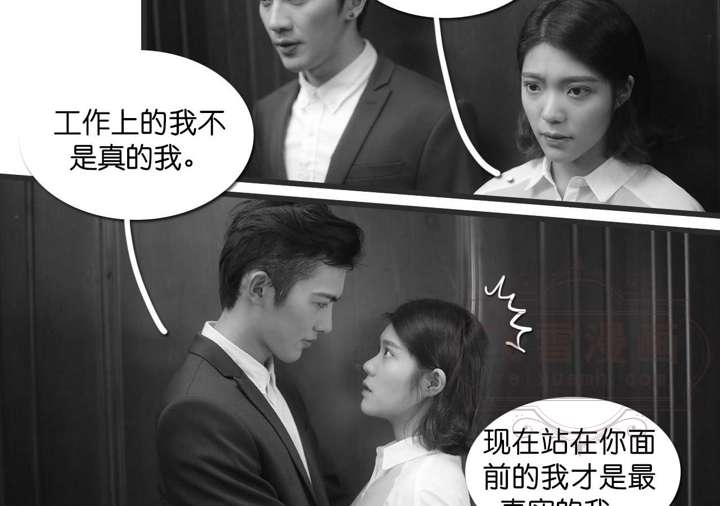 工作上的我不
是真的我。
现在站在你面
前的我才是最